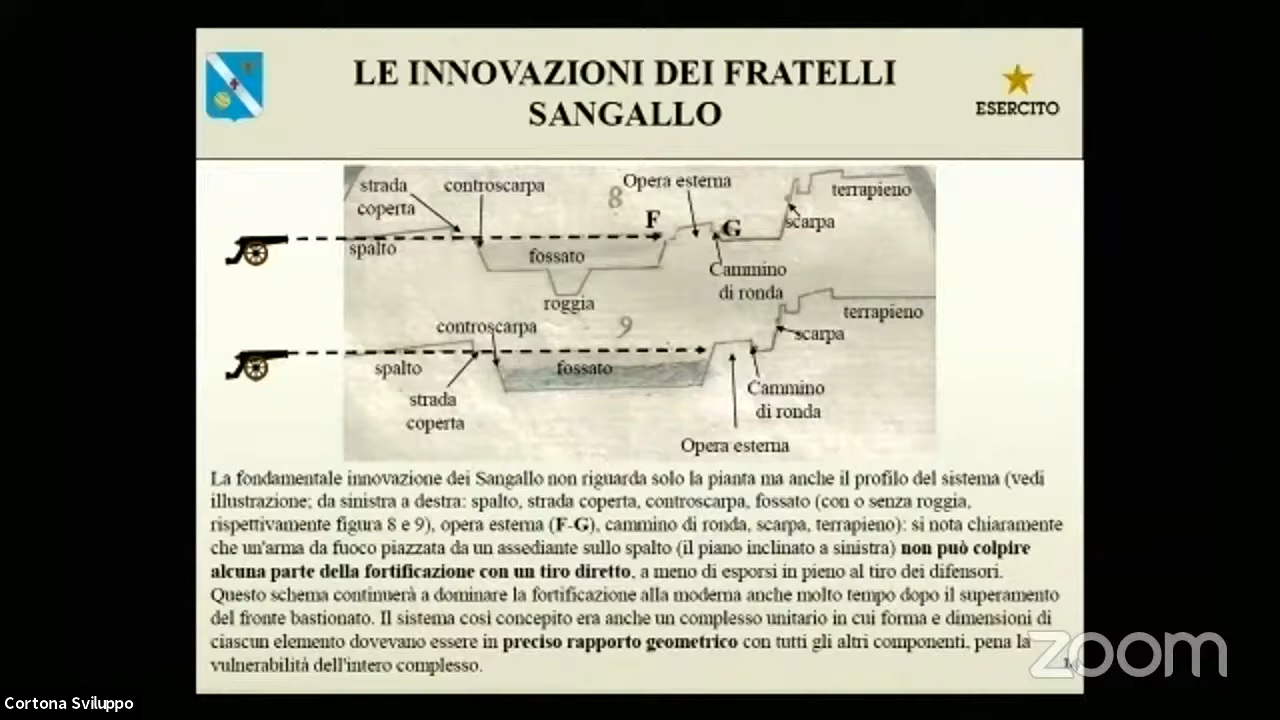 LE INNOVAZIONI DEI FRATELLI
SANGALLO
ESERCITO
strada
coperta
controscarpa
8
Opera esterna
terrapieno
F
G
scarpa
spalto
fossato
Cammino
di ronda
roggia
controscarpa
9
terrapieno
scarpa
spalto
fossato
strada
coperta
Cammino
di ronda
Opera esterna
La fondamentale innovazione dei Sangallo non riguarda solo la pianta ma anche il profilo del sistema (vedi
illustrazione; da sinistra a destra: spalto, strada coperta, controscarpa, fossato (con o senza roggia,
rispettivamente figura 8 e 9), opera esterna (F-G), cammino di ronda, scarpa, terrapieno): si nota chiaramente
che un'arma da fuoco piazzata da un assediante sullo spalto (il piano inclinato a sinistra) non può colpire
alcuna parte della fortificazione con un tiro diretto, a meno di esporsi in pieno al tiro dei difensori.
Questo schema continuerà a dominare la fortificazione alla moderna anche molto tempo dopo il superamento
del fronte bastionato. Il sistema così concepito era anche un complesso unitario in cui forma e dimensioni di
ciascun elemento dovevano essere in preciso rapporto geometrico con tutti gli altri componenti, pena la
vulnerabilità dell'intero complesso.
zoom
Cortona Sviluppo